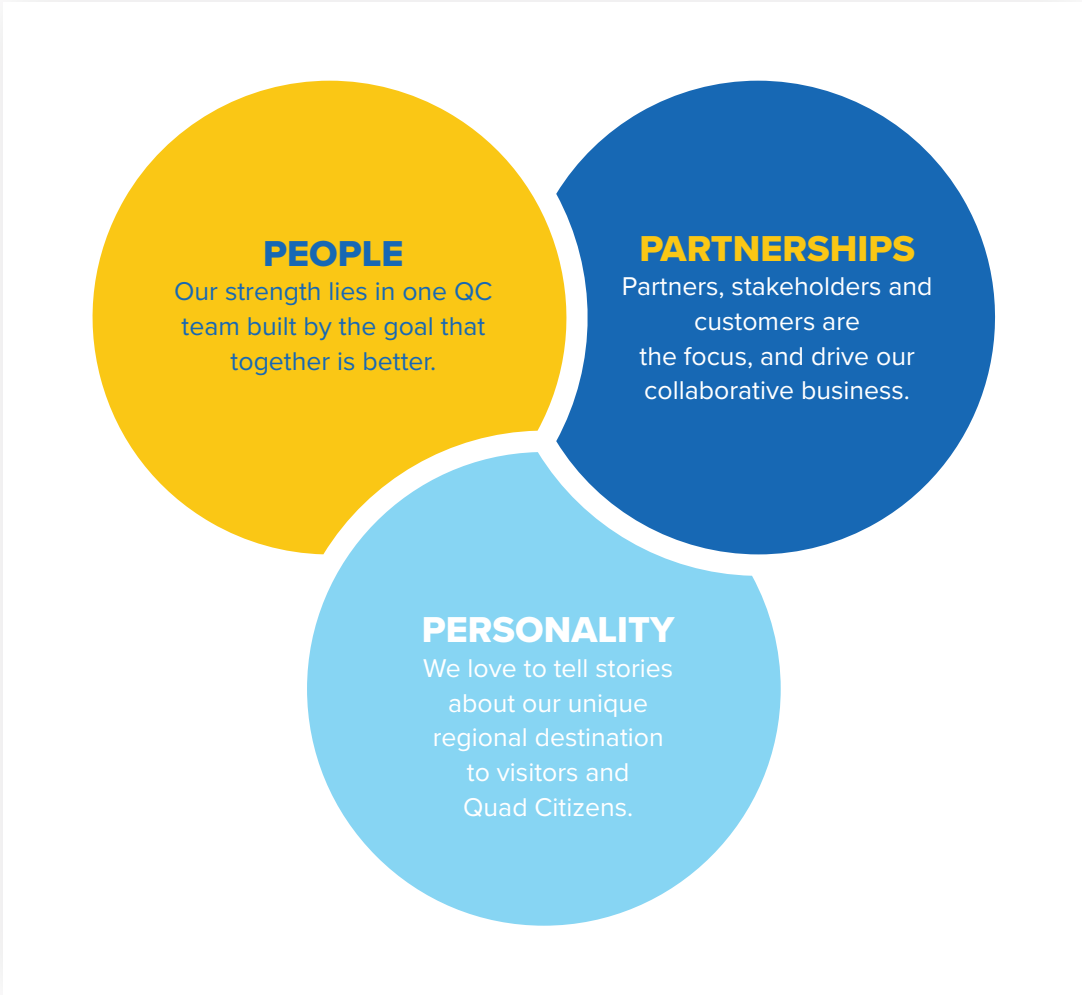 PEOPLE
Our strength lies in one QC
team built by the goal that
together is better.
PARTNERSHIPS
Partners, stakeholders and
customers are
the focus, and drive our
collaborative business.
PERSONALITY
We love to tell stories
about our unique
regional destination
to visitors and
Quad Citizens.